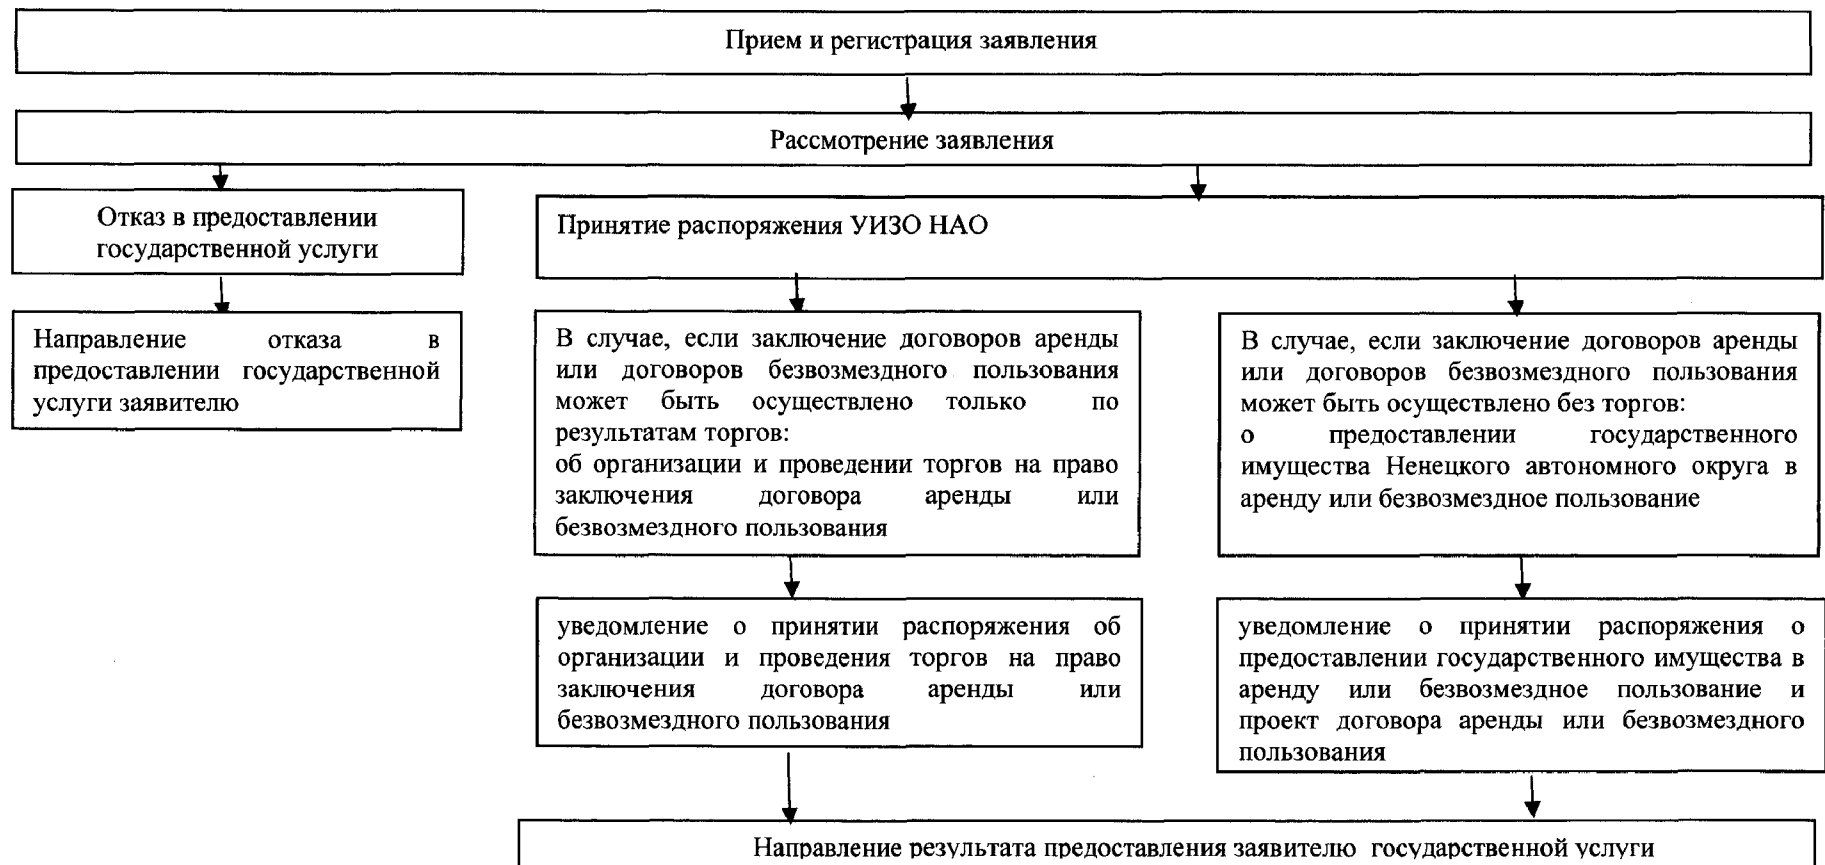 Прием и регистрация заявления
Рассмотрение заявления
Отказ в предоставлении
государственной услуги
Направление отказа в
предоставлении государственной
услуги заявителю
Принятие распоряжения УИЗО НАО
В случае, если заключение договоров аренды
или договоров безвозмездного пользования
может быть осуществлено только по
результатам торгов:
об организации и проведении торгов на право
заключения договора аренды или
безвозмездного пользования
В случае, если заключение договоров аренды
или договоров безвозмездного пользования
может быть осуществлено без торгов:
о предоставлении государственного
имущества Ненецкого автономного округа в
аренду или безвозмездное пользование
уведомление о принятии распоряжения об
организации и проведения торгов на право
заключения договора аренды или
безвозмездного пользования
уведомление о принятии распоряжения о
предоставлении государственного имущества в
аренду или безвозмездное пользование и
проект договора аренды или безвозмездного
пользования
Направление результата предоставления заявителю государственной услуги